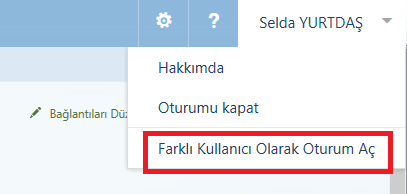 ? Selda YURTDAŞ
Hakkımda
Bağlantıları Düz
Oturumu kapat
Farklı Kullanıcı Olarak Oturum Aç